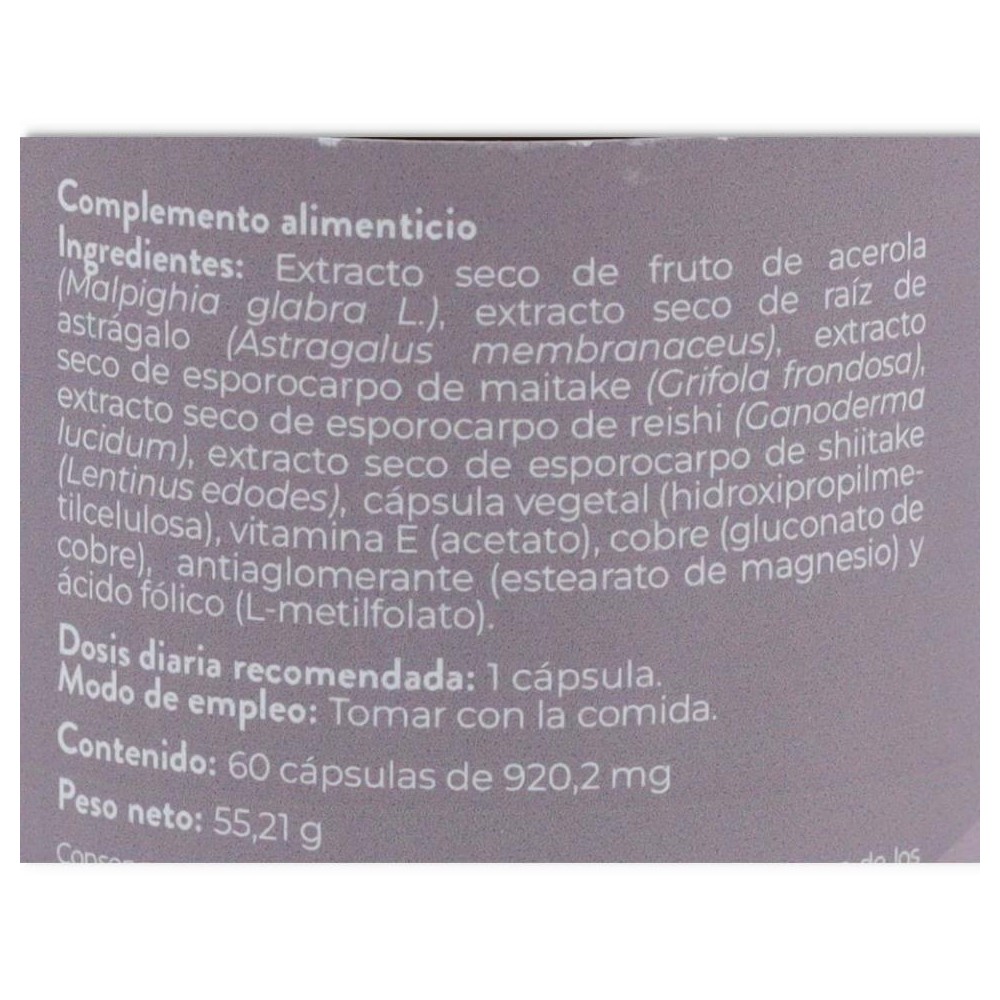 Complemento alimenticio
Ingredientes: Extracto seco de fruto de acerola
(Malpighia glabra L.), extracto seco de raíz de
astrágalo (Astragalus membranaceus), extracto
seco de esporocarpo de maitake (Grifola frondosa),
extracto seco de esporocarpo de reishi (Ganoderma
lucidum), extracto seco de esporocarpo de shiitake
(Lentinus edodes), cápsula vegetal (hidroxipropilme-
tilcelulosa), vitamina E (acetato), cobre (gluconato de
cobre), antiaglomerante (estearato de magnesio) y
ácido fólico (L-metilfolato).
Dosis diaria recomendada: 1 cápsula.
Modo de empleo: Tomar con la comida.
Contenido: 60 cápsulas de 920,2 mg
Peso neto: 55,21 g
de los